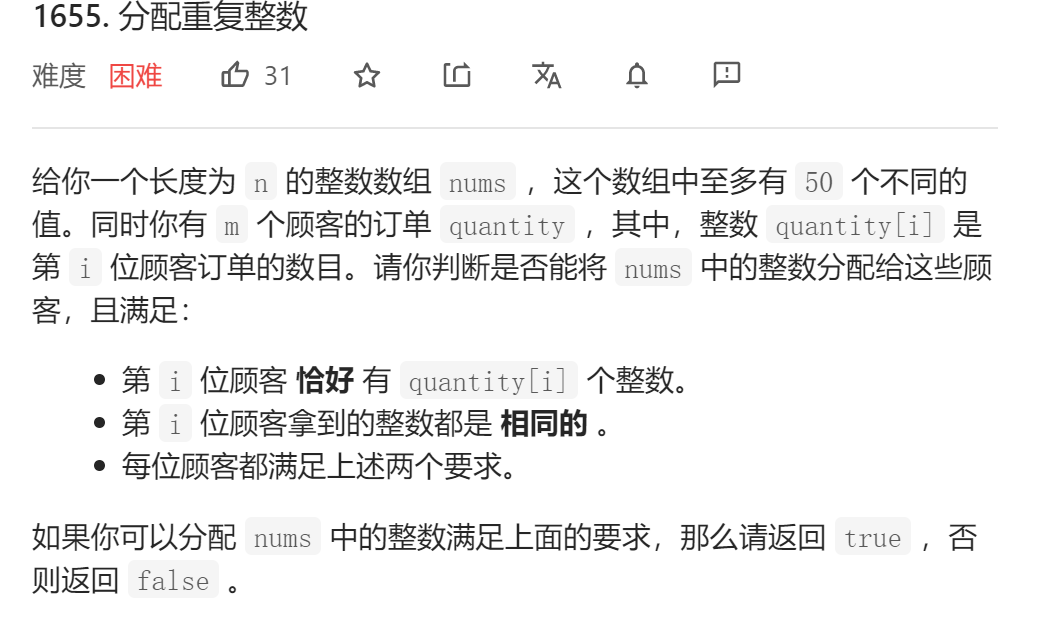 1655. 分配重复整数
难度 困难 31
给你一个长度为 n 的整数数组 nums ，这个数组中至多有 50 个不同的
值。同时你有 m 个顾客的订单 quantity ，其中，整数 quantity[i] 是
第 i 位顾客订单的数目。请你判断是否能将 nums 中的整数分配给这些顾
客，且满足：
第 i 位顾客 恰好 有 quantity[i] 个整数。
第 i 位顾客拿到的整数都是 相同的 。
每位顾客都满足上述两个要求。
如果你可以分配 nums 中的整数满足上面的要求，那么请返回 true ，否
则返回 false 。